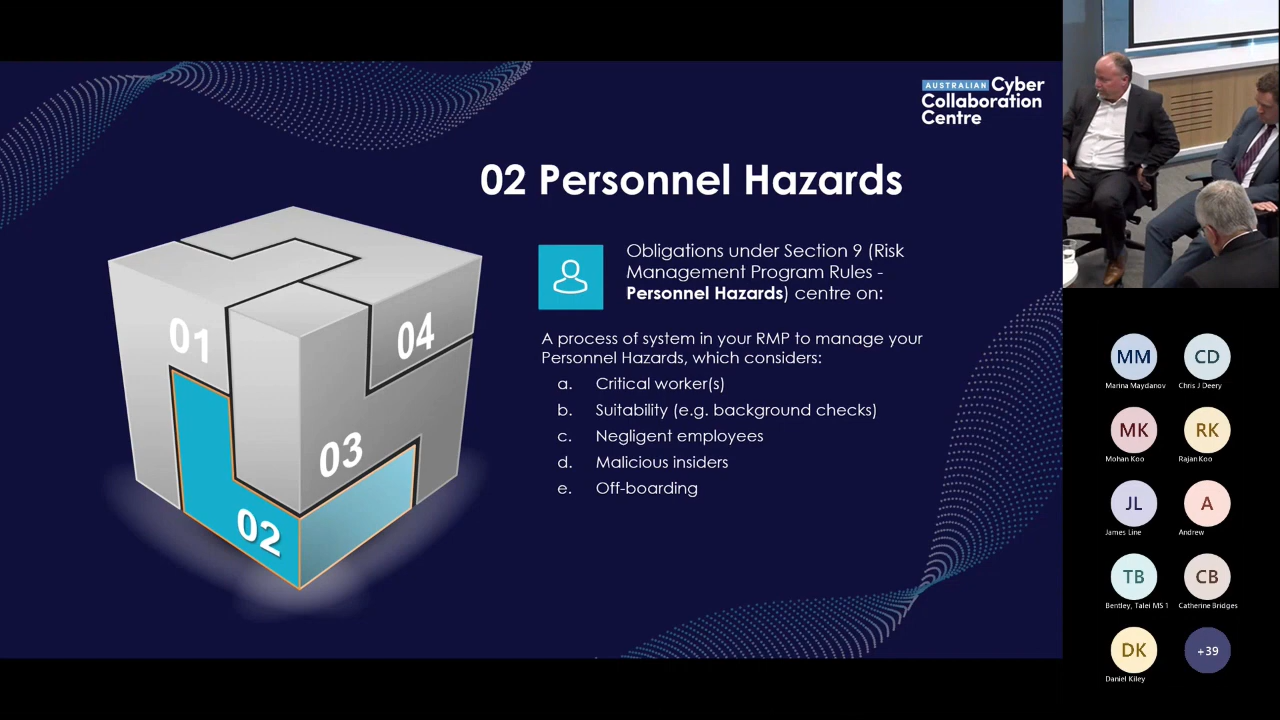 AUSTRALIAN Cyber
Collaboration
Centre
02 Personnel Hazards
Obligations under Section 9 (Risk
Management Program Rules -
Personnel Hazards) centre on:
A process of system in your RMP to manage your
Personnel Hazards, which considers:
a. Critical worker(s)
b. Suitability (e.g. background checks)
c. Negligent employees
d. Malicious insiders
e. Off-boarding
01
04
03
02
MM
CD
Marina Maydanov
Chris J Deery
MK
RK
Mohan Koo
Rajan Koo
JL
A
James Line
Andrew
TB
CB
Bentley, Talei MS 1
Catherine Bridges
DK
+39
Daniel Kiley